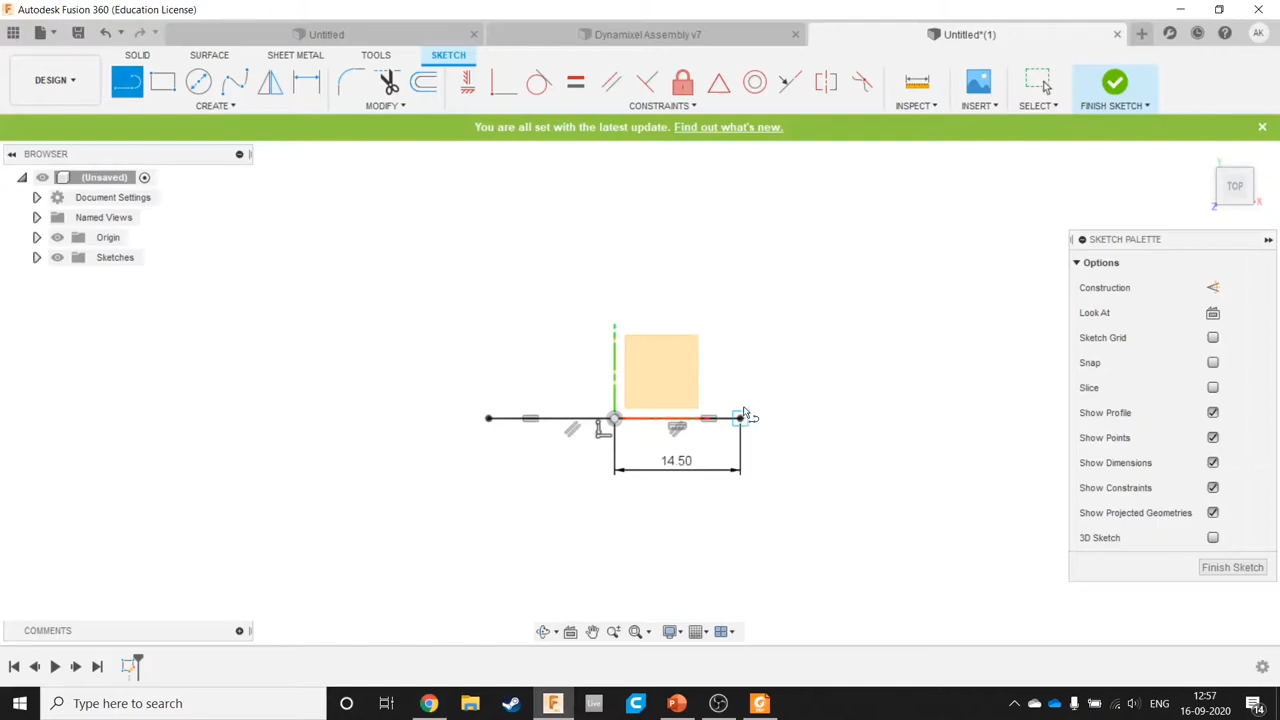 Autodesk Fusion 360 (Education License)
Untitled
Dynamixel Assembly v7
Untitled*(1)
AK
DESIGN
SOLID
SURFACE
SHEET METAL
TOOLS
SKETCH
CREATE
MODIFY
CONSTRAINTS
INSPECT
INSERT
SELECT
FINISH SKETCH
You are all set with the latest update. Find out what's new.
BROWSER
(Unsaved)
Document Settings
Named Views
Origin
Sketches
Y
TOP
Z
X
SKETCH PALETTE
Options
Construction
Look At
Sketch Grid
Snap
Slice
Show Profile
Show Points
Show Dimensions
Show Constraints
Show Projected Geometries
3D Sketch
Finish Sketch
14.50
COMMENTS
Type here to search
Live
ENG
12:57
16-09-2020
14